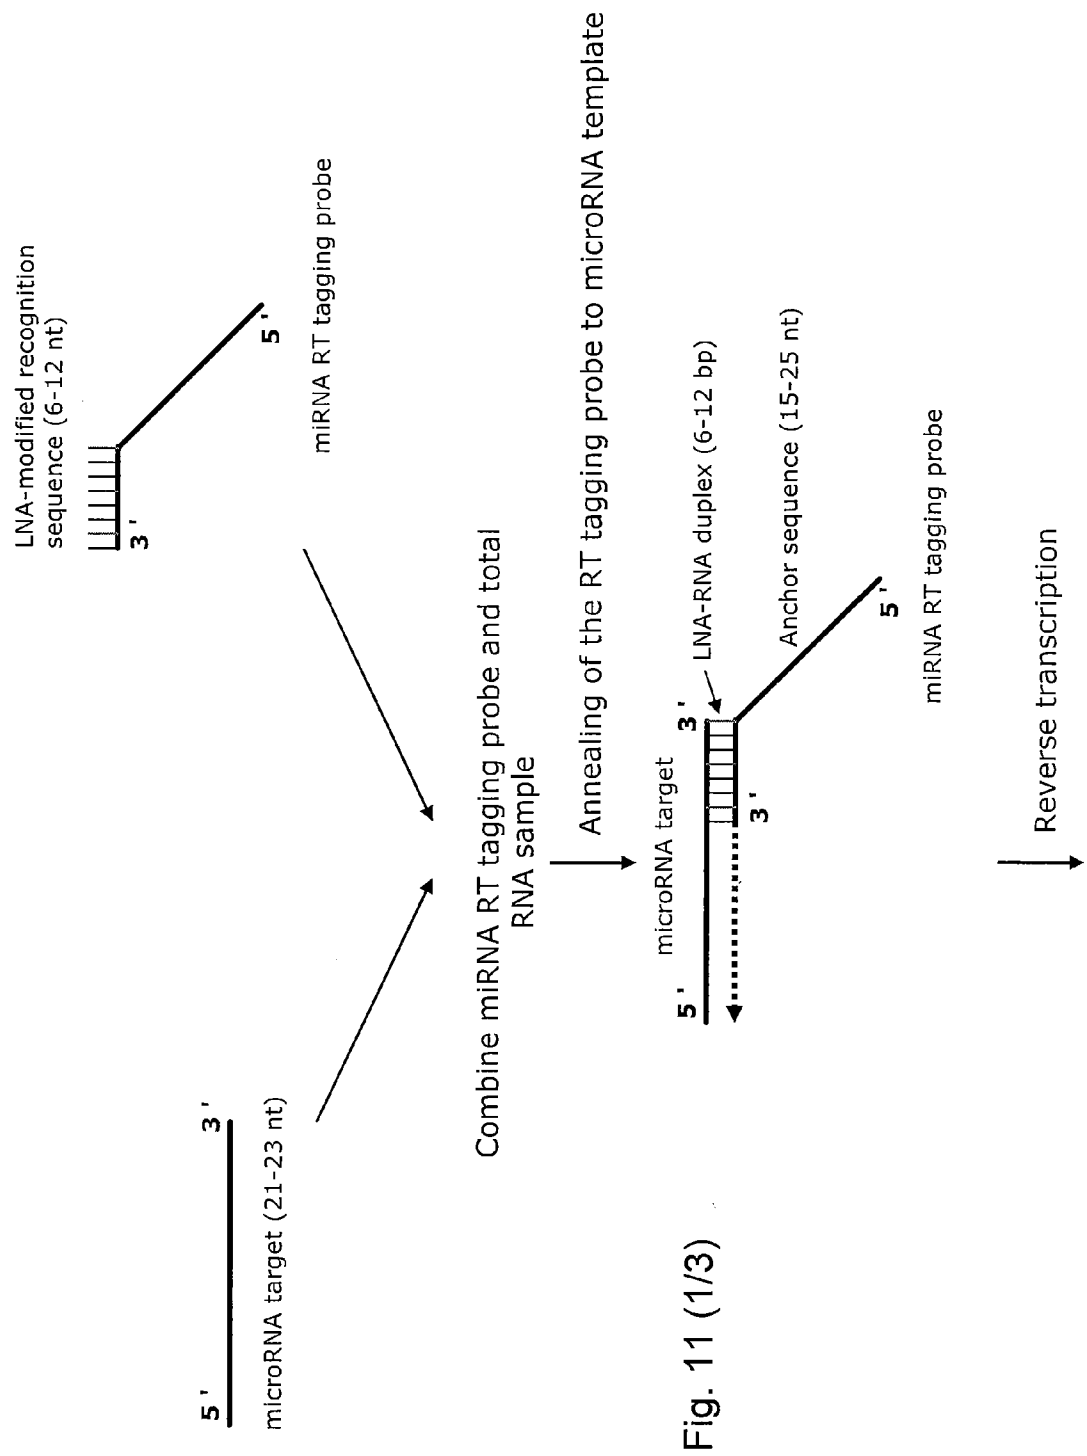 LNA-modified recognition
sequence (6-12 nt)
3'
5'
miRNA RT tagging probe
5'
3'
microRNA target (21-23 nt)
Combine miRNA RT tagging probe and total
RNA sample
Annealing of the RT tagging probe to microRNA template
microRNA target
5'
3'
LNA-RNA duplex (6-12 bp)
3'
Anchor sequence (15-25 nt)
5'
miRNA RT tagging probe
Reverse transcription
Fig. 11 (1/3)